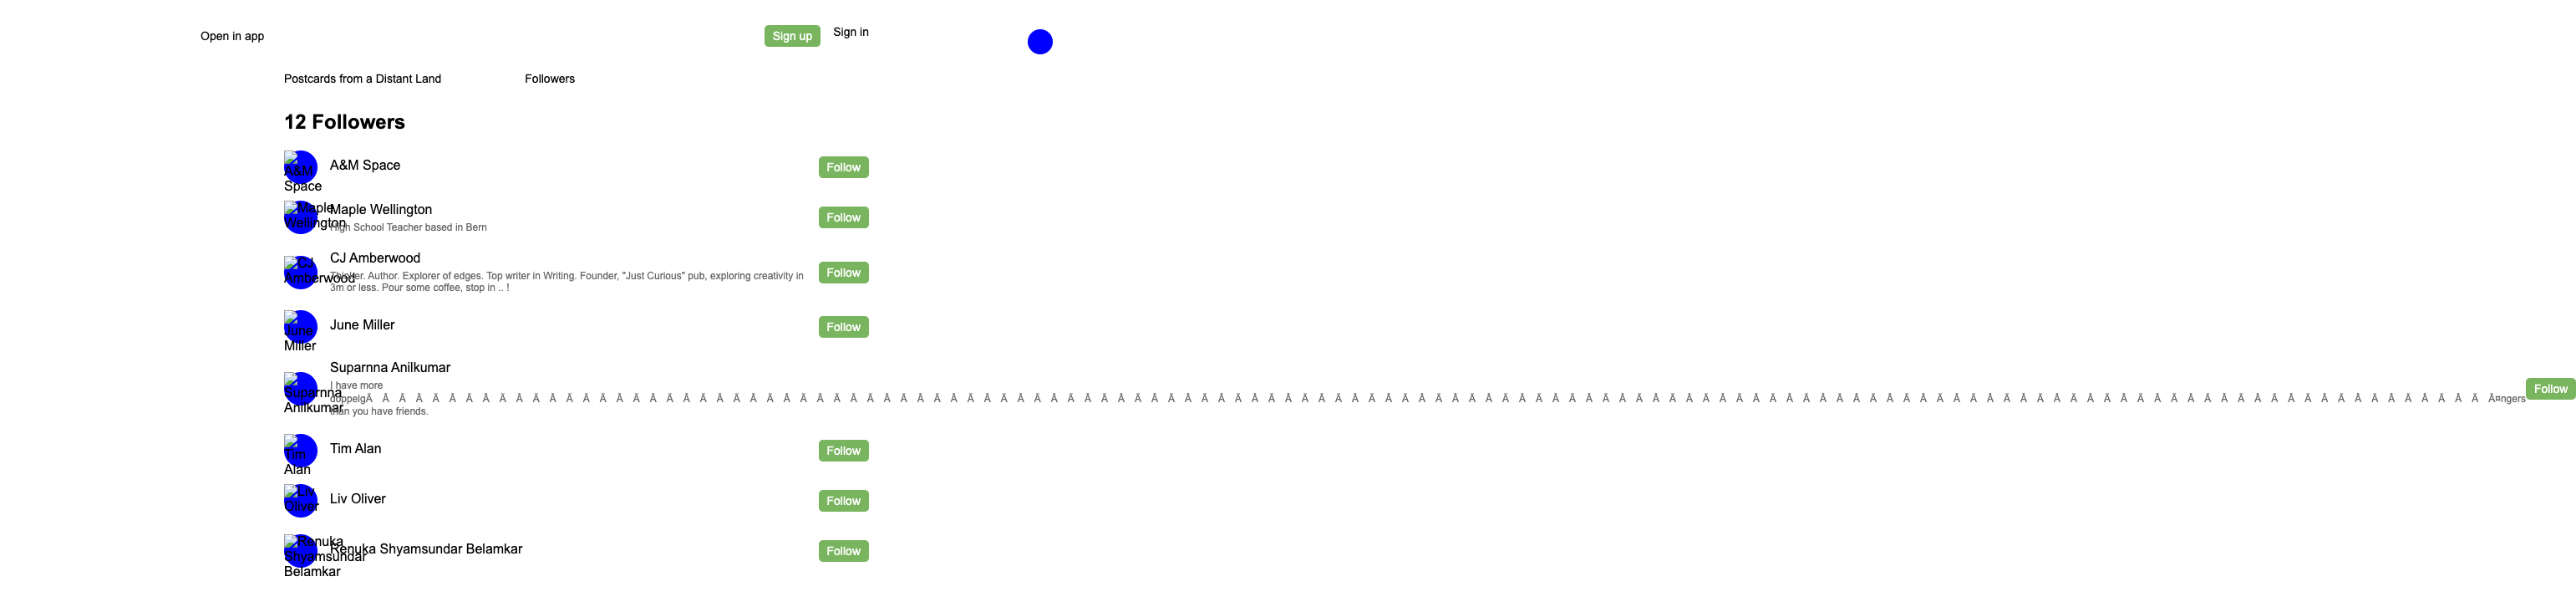 Open in app
Sign up
Sign in
Postcards from a Distant Land
Followers
12 Followers
A&M Space
A&M Space
Follow
Maple Wellington
Maple Wellington
High School Teacher based in Bern
Follow
CJ Amberwood
CJ Amberwood
Thinker. Author. Explorer of edges. Top writer in Writing. Founder, "Just Curious" pub, exploring creativity in
3m or less. Pour some coffee, stop in .. !
Follow
June Miller
June Miller
Follow
Suparnna Anilkumar
Suparnna Anilkumar
I have more
than you have friends.
Follow
Tim Alan
Tim Alan
Follow
Liv Oliver
Liv Oliver
Follow
Renuka Shyamsundar Belamkar
Renuka Shyamsundar Belamkar
Follow